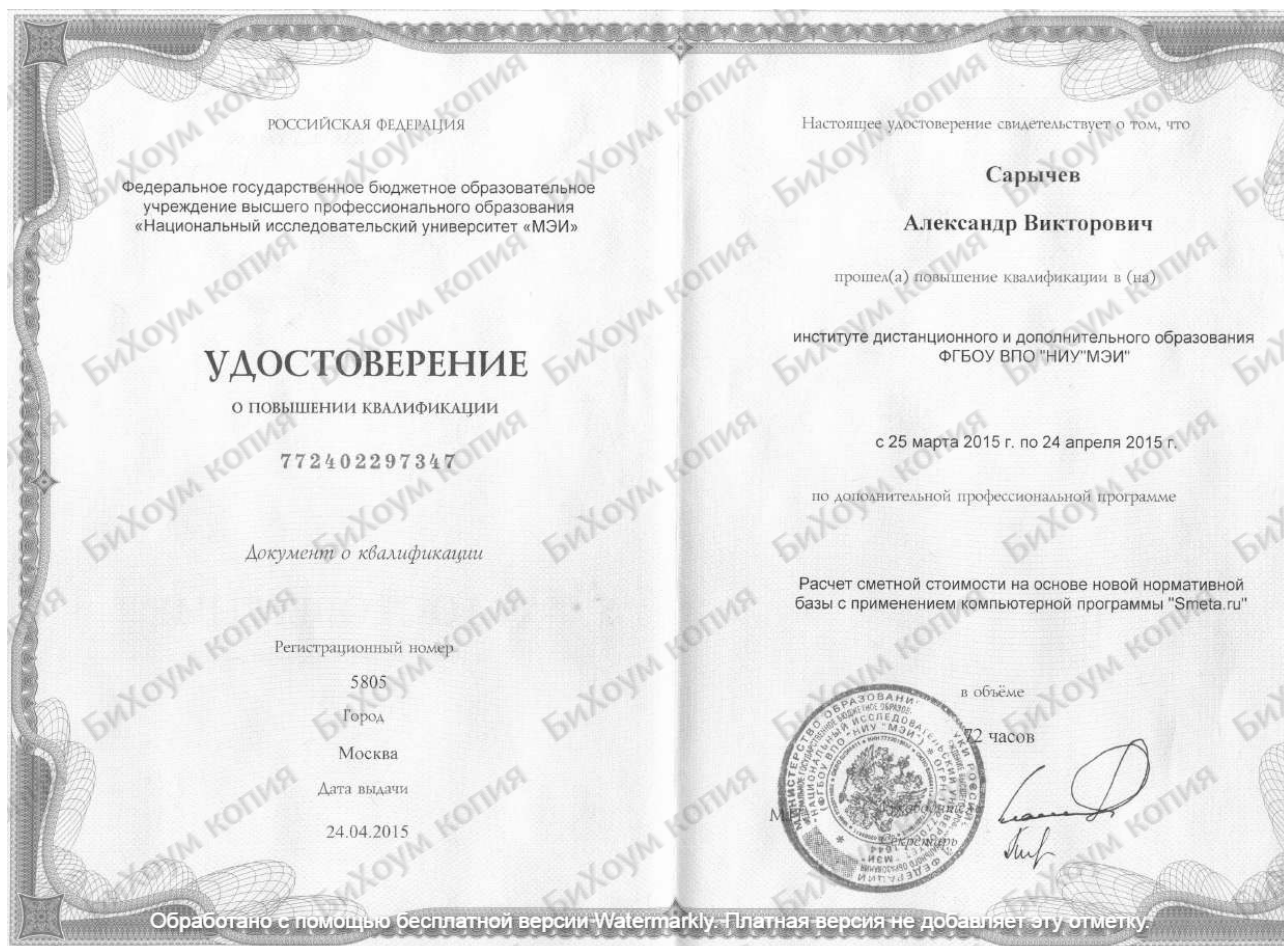 РОССИЙСКАЯ ФЕДЕРАЦИЯ
Федеральное государственное бюджетное образовательное
учреждение высшего профессионального образования
«Национальный исследовательский университет «МЭИ»
УДОСТОВЕРЕНИЕ
О ПОВЫШЕНИИ КВАЛИФИКАЦИИ
772402297347
Документ о квалификации
Регистрационный номер
5805
Город
Москва
Дата выдачи
24.04.2015
Настоящее удостоверение свидетельствует о том, что
Сарычев
Александр Викторович
прошел(а) повышение квалификации в (на)
институте дистанционного и дополнительного образования
ФГБОУ ВПО "НИУ"МЭИ"
с 25 марта 2015 г. по 24 апреля 2015 г.
по дополнительной профессиональной программе
Расчет сметной стоимости на основе новой нормативной
базы с применением компьютерной программы "Smeta.ru"
в объёме
72 часов
Секретарь
БиХоум копия
Обработано с помощью бесплатной версии Watermarkly. Платная версия не добавляет эту отметку.